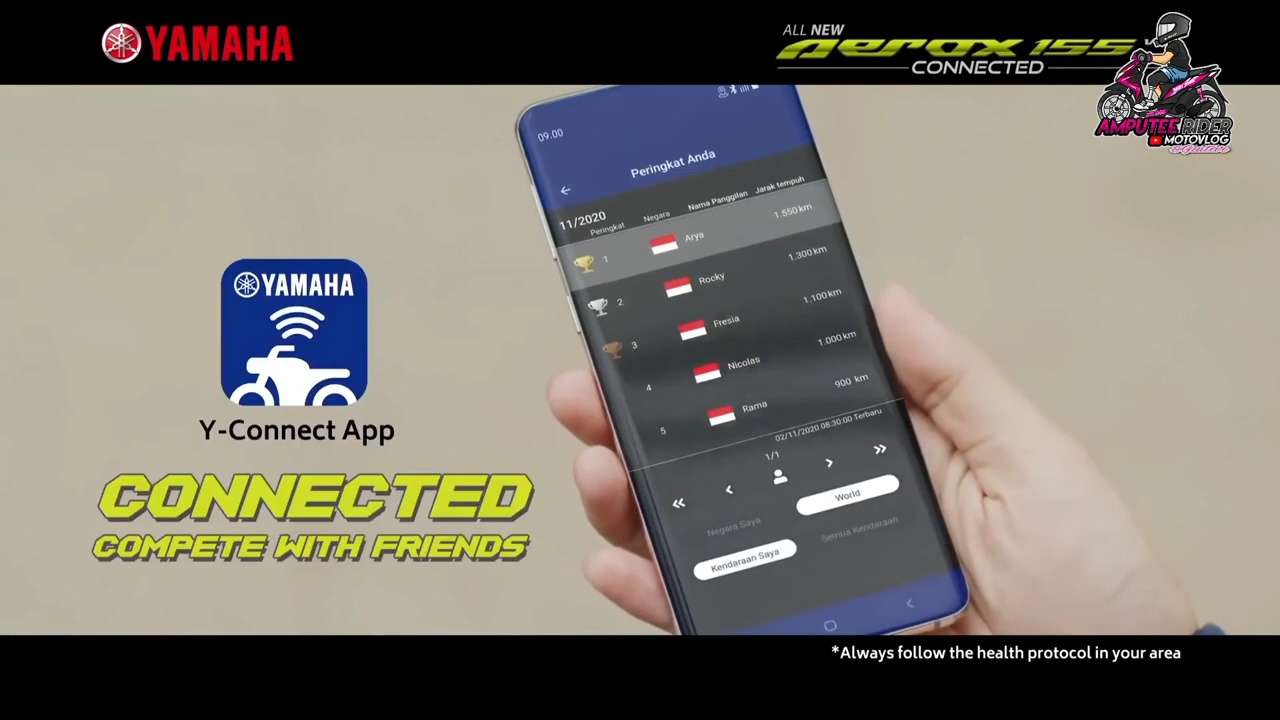 YAMAHA
ALL NEW
Aerox 155
CONNECTED
AMPUTEE RIDER
MOTOVLOG
09.00
Peringkat Anda
11/2020
Peringkat Negara Nama Panggilan Jarak tempuh
1 Arya 1.550 km
2 Rocky 1.300 km
3 Fresia 1.100 km
4 Nicolas 1.000 km
5 Rama 900 km
02/11/2020 08:30:00 Terbaru
1/1
Negara Saya World
Kendaraan Saya Semua Kendaraan
YAMAHA
Y-Connect App
CONNECTED
COMPETE WITH FRIENDS
*Always follow the health protocol in your area